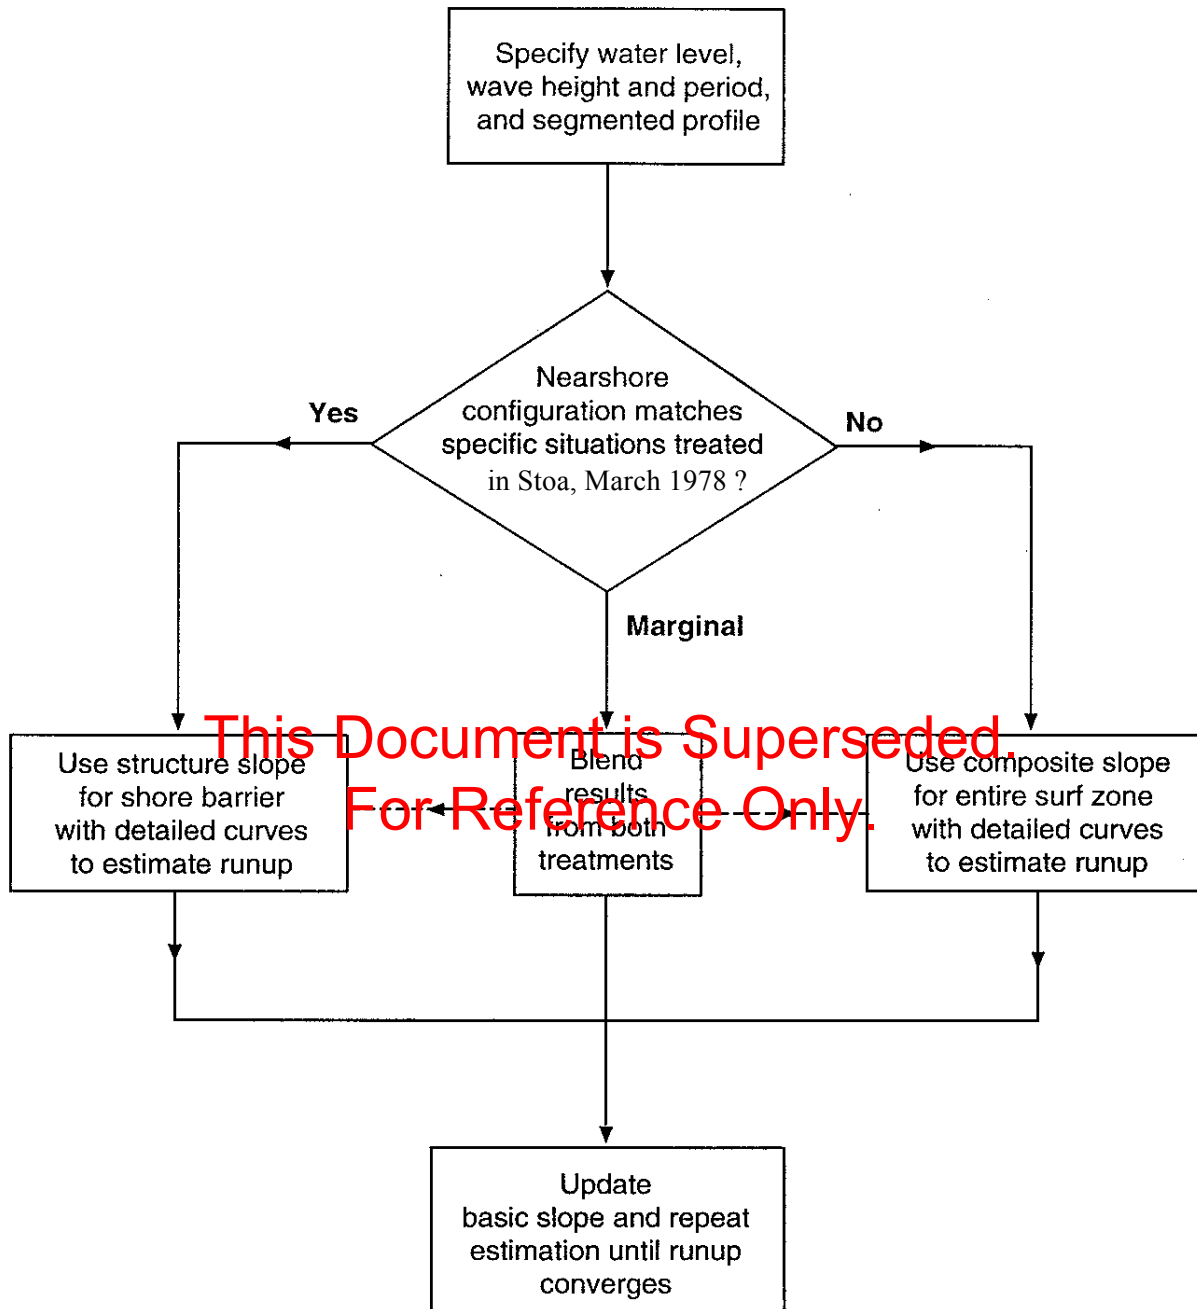 Specify water level,
wave height and period,
and segmented profile
Nearshore
configuration matches
specific situations treated
in Stoa, March 1978 ?
Yes
No
Marginal
This Document is Superseded.
For Reference Only.
Use structure slope
for shore barrier
with detailed curves
to estimate runup
Blend
results
from both
treatments
Use composite slope
for entire surf zone
with detailed curves
to estimate runup
Update
basic slope and repeat
estimation until runup
converges